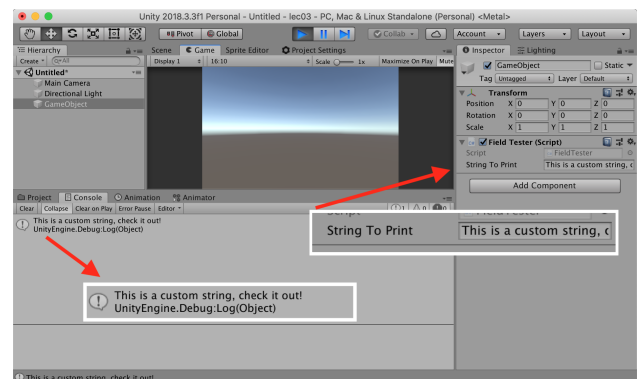 Unity 2018.3.3f1 Personal - Untitled - lec03 - PC, Mac & Linux Standalone (Personal) <Metal>
Pivot Global Collab Account Layers Layout
Hierarchy
Create All
Untitled*
Main Camera
Directional Light
GameObject
Scene Game Sprite Editor Project Settings
Display 1 16:10 Scale 1x Maximize On Play Mute
Inspector Lighting
GameObject Static
Tag Untagged Layer Default
Transform
Position X 0 Y 0 Z 0
Rotation X 0 Y 0 Z 0
Scale X 1 Y 1 Z 1
Field Tester (Script)
Script FieldTester
String To Print This is a custom string, c
Add Component
Project Console Animation Animator
Clear Collapse Clear on Play Error Pause Editor
This is a custom string, check it out!
UnityEngine.Debug:Log(Object)
String To Print This is a custom string, c
This is a custom string, check it out!
UnityEngine.Debug:Log(Object)
This is a custom string, check it out!